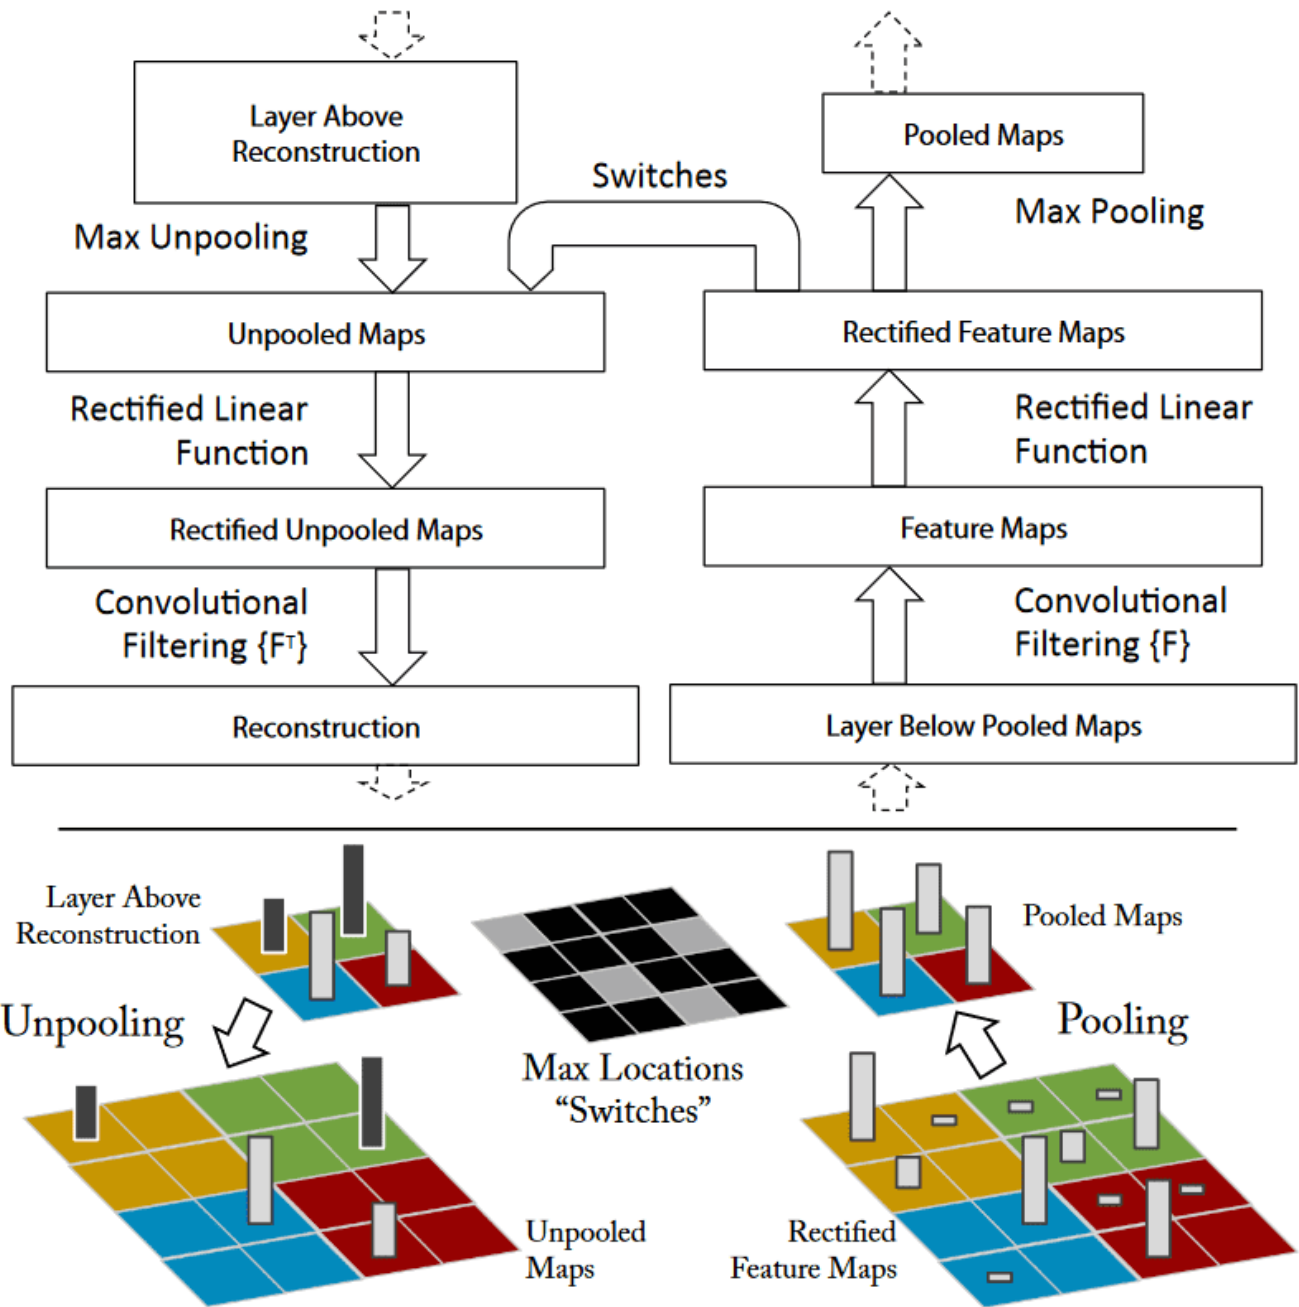 Layer Above
Reconstruction
Max Unpooling
Unpooled Maps
Rectified Linear
Function
Rectified Unpooled Maps
Convolutional
Filtering {Fᵀ}
Reconstruction
Switches
Pooled Maps
Max Pooling
Rectified Feature Maps
Rectified Linear
Function
Feature Maps
Convolutional
Filtering {F}
Layer Below Pooled Maps
Layer Above
Reconstruction
Unpooling
Unpooled
Maps
Max Locations
“Switches”
Pooled Maps
Pooling
Rectified
Feature Maps